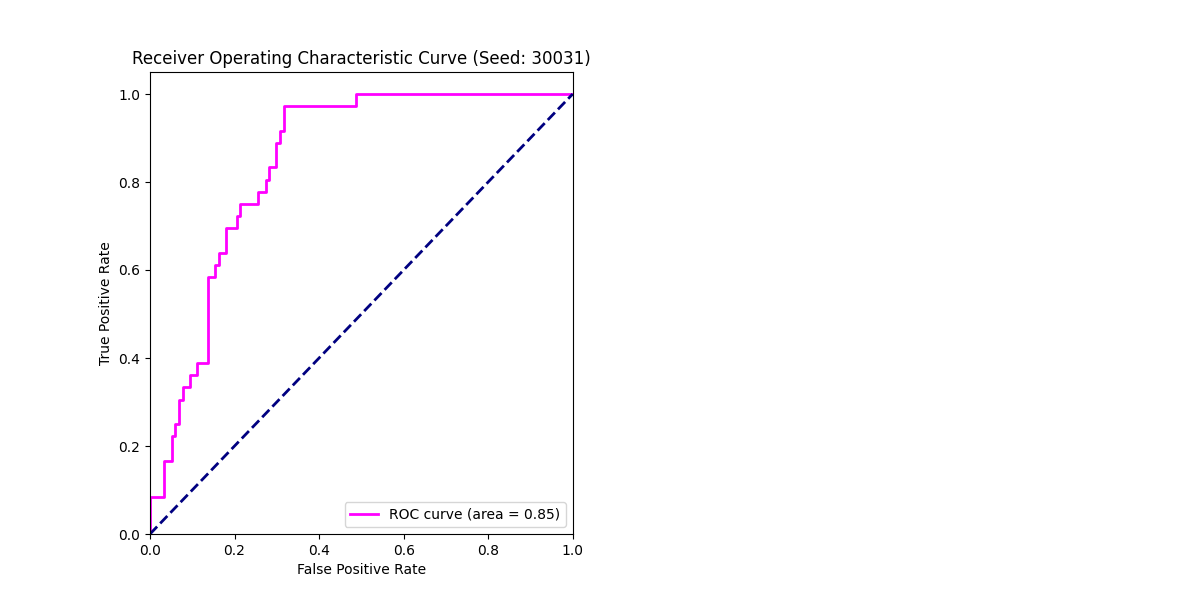 Receiver Operating Characteristic Curve (Seed: 30031)
1.0
0.8
0.6
0.4
0.2
0.0
True Positive Rate
ROC curve (area = 0.85)
0.0 0.2 0.4 0.6 0.8 1.0
False Positive Rate